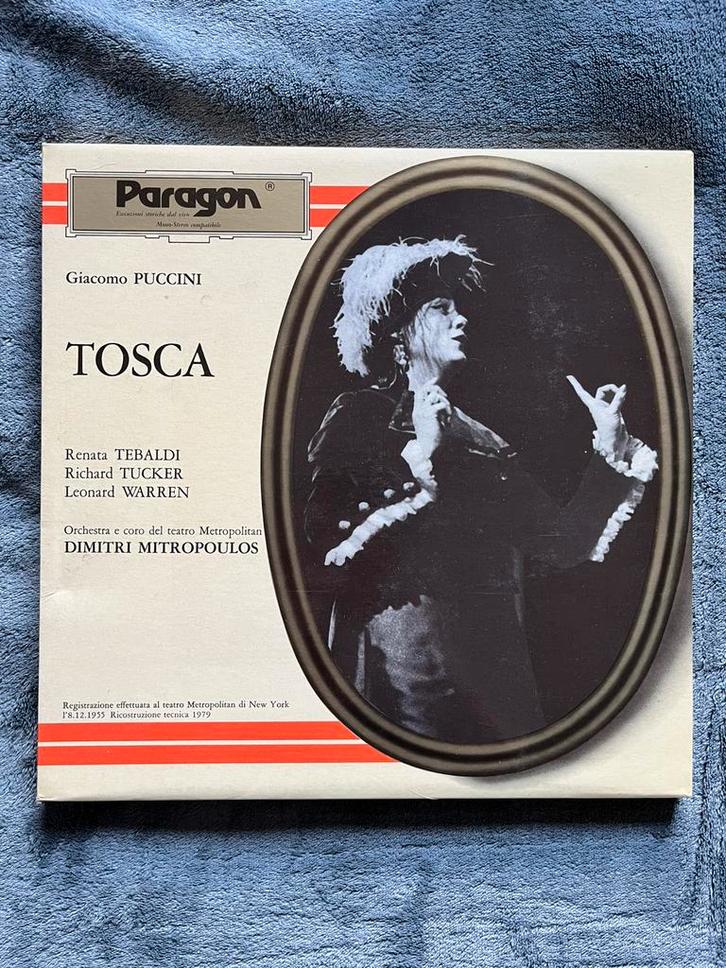 Paragon ®
Esecuzioni storiche dal vivo
Mono-Stereo compatibile
Giacomo PUCCINI
TOSCA
Renata TEBALDI
Richard TUCKER
Leonard WARREN
Orchestra e coro del teatro Metropolitan
DIMITRI MITROPOULOS
Registrazione effettuata al teatro Metropolitan di New York
l'8.12.1955 Ricostruzione tecnica 1979